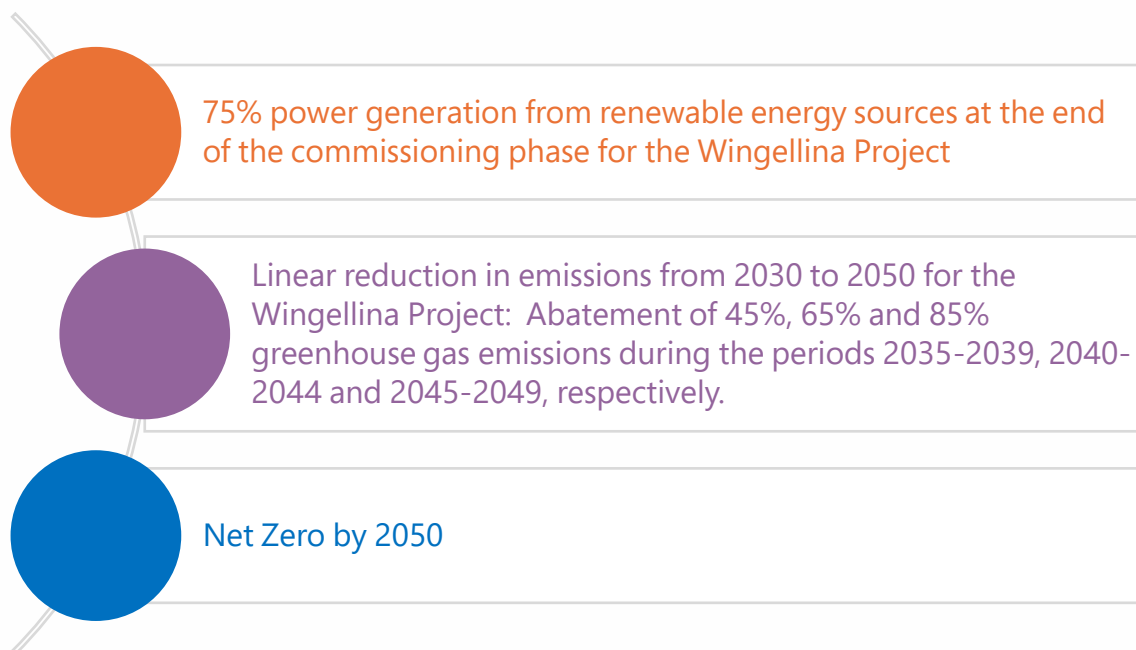 75% power generation from renewable energy sources at the end
of the commissioning phase for the Wingellina Project
Linear reduction in emissions from 2030 to 2050 for the
Wingellina Project:  Abatement of 45%, 65% and 85%
greenhouse gas emissions during the periods 2035-2039, 2040-
2044 and 2045-2049, respectively.
Net Zero by 2050